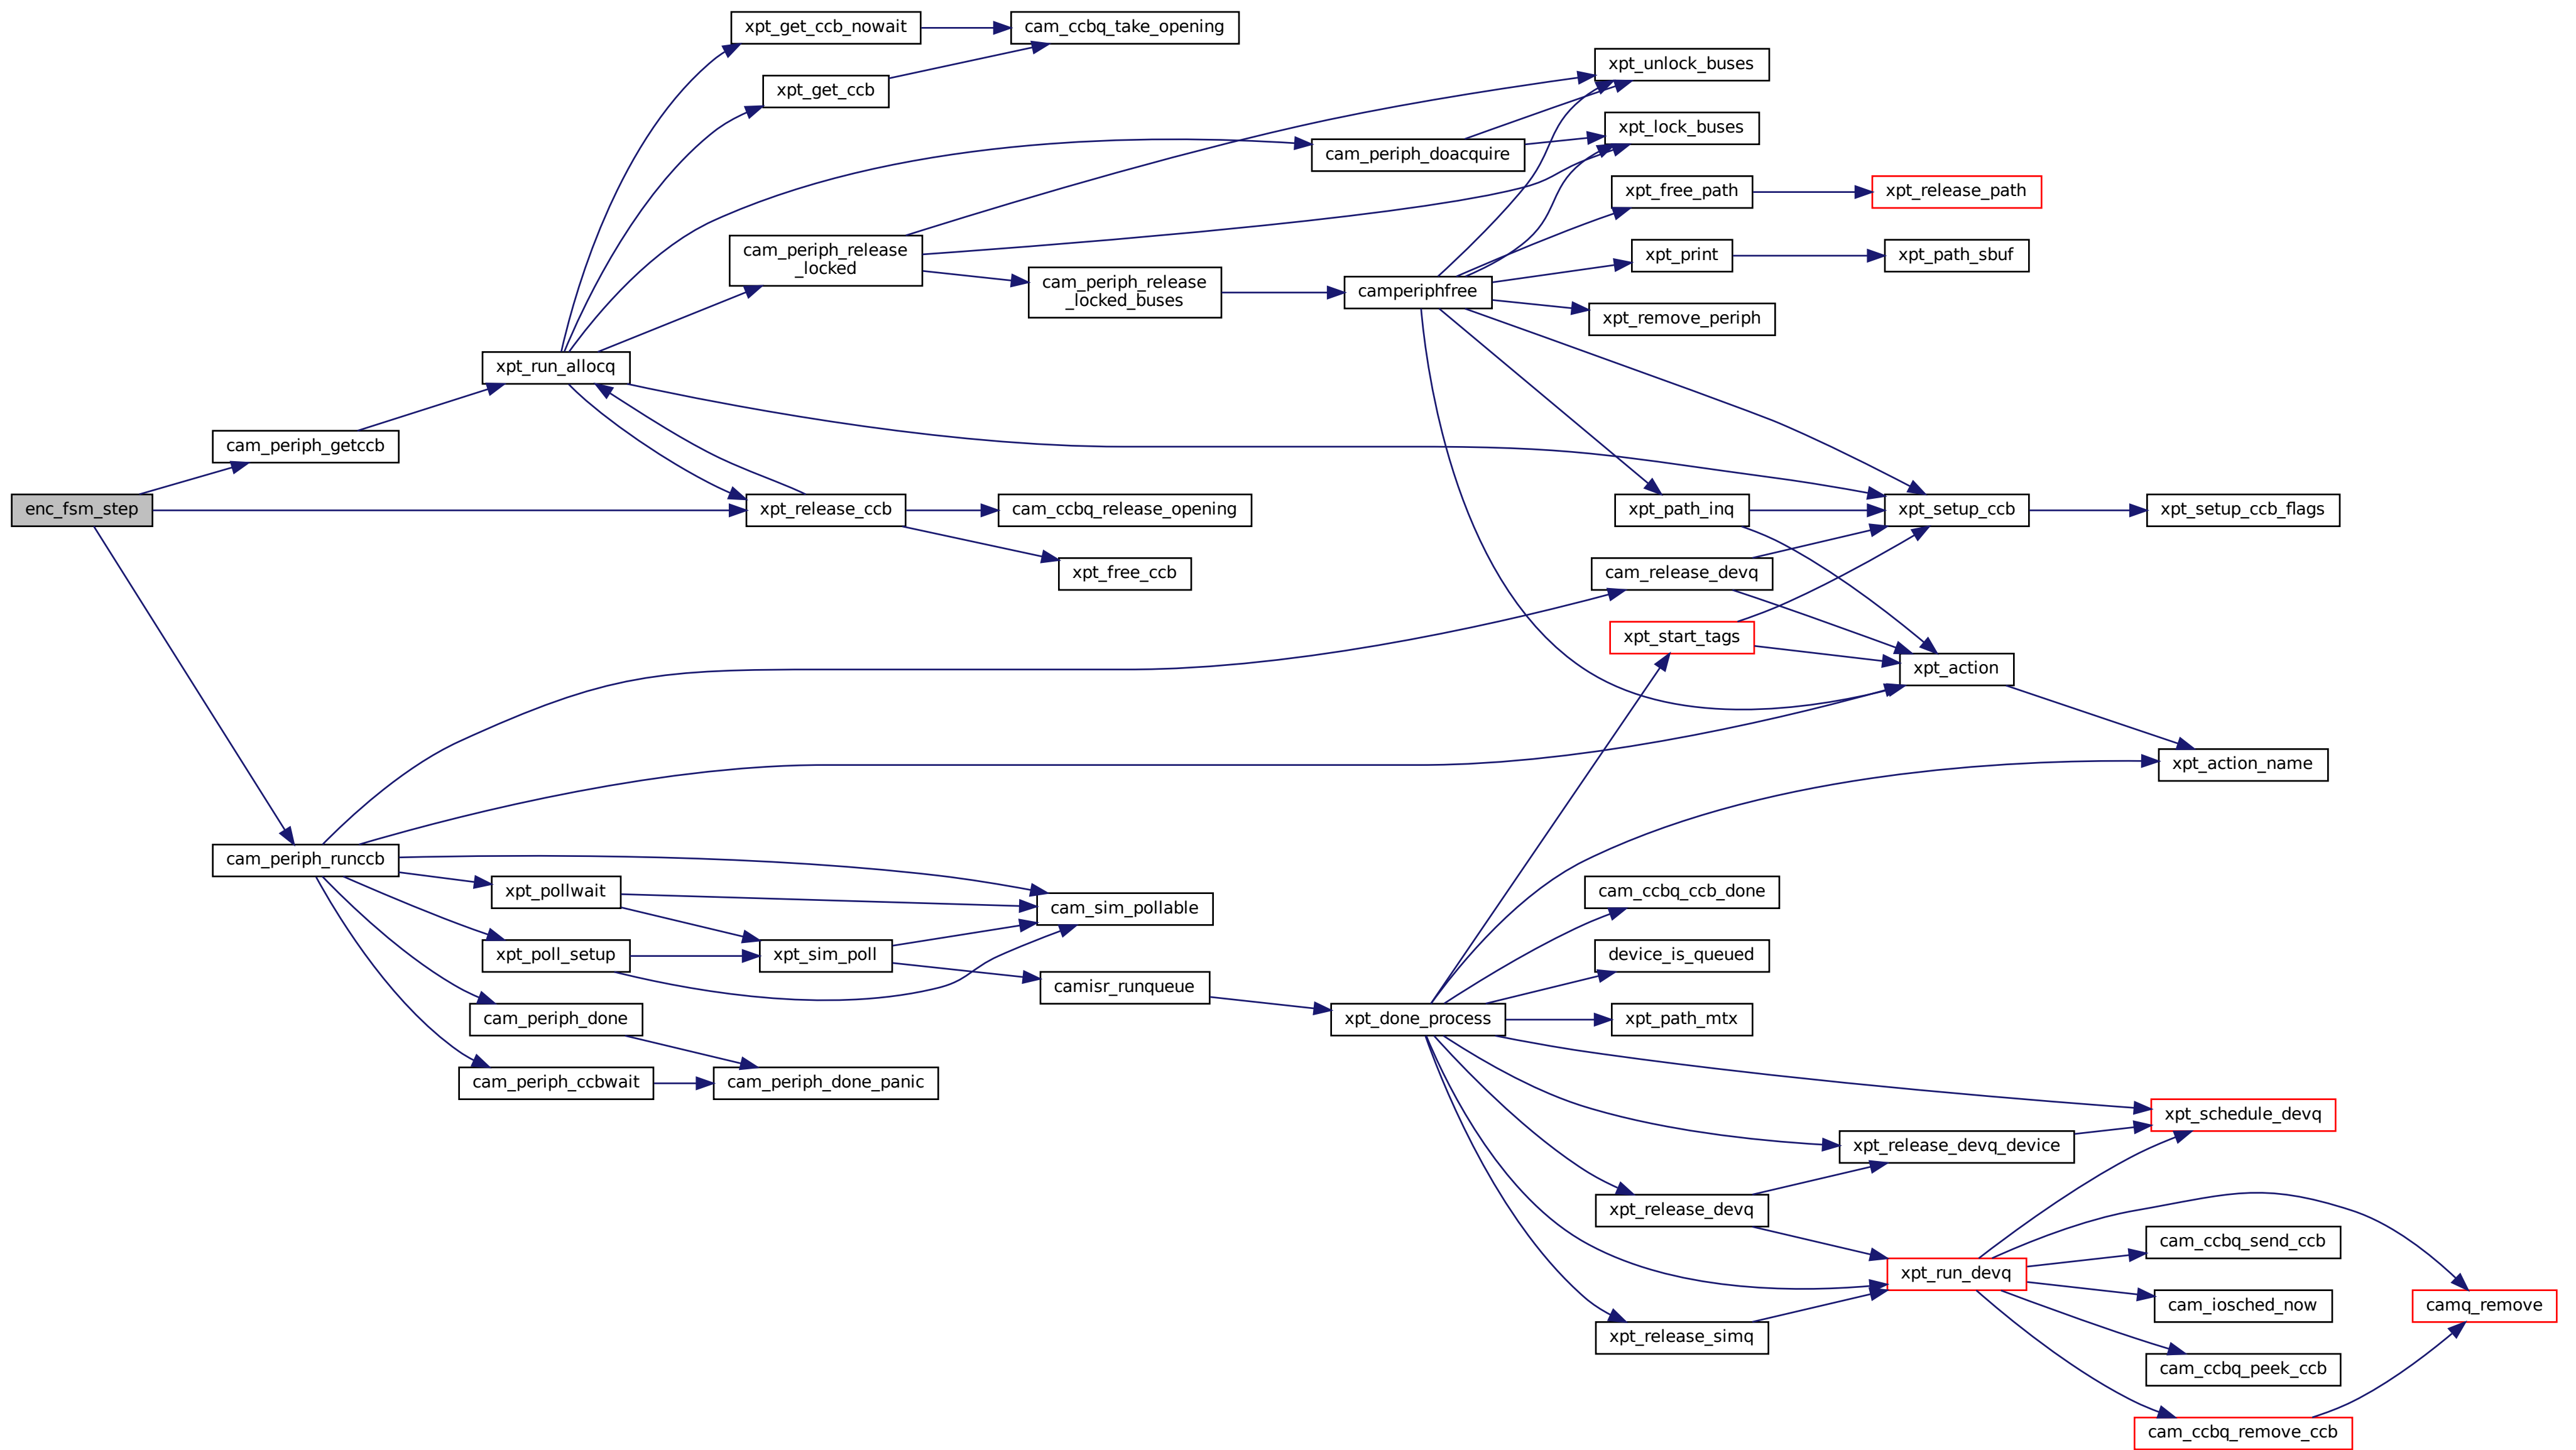 xpt_get_ccb_nowait
cam_ccbq_take_opening
xpt_unlock_buses
xpt_get_ccb
xpt_lock_buses
cam_periph_doacquire
xpt_free_path
xpt_release_path
cam_periph_release
_locked
xpt_print
xpt_path_sbuf
cam_periph_release
_locked_buses
camperiphfree
xpt_remove_periph
xpt_run_allocq
cam_periph_getccb
enc_fsm_step
xpt_release_ccb
cam_ccbq_release_opening
xpt_path_inq
xpt_setup_ccb
xpt_setup_ccb_flags
xpt_free_ccb
cam_release_devq
xpt_start_tags
xpt_action
xpt_action_name
cam_periph_runccb
xpt_pollwait
cam_sim_pollable
cam_ccbq_ccb_done
xpt_poll_setup
xpt_sim_poll
device_is_queued
camisr_runqueue
cam_periph_done
xpt_done_process
xpt_path_mtx
cam_periph_ccbwait
cam_periph_done_panic
xpt_schedule_devq
xpt_release_devq_device
xpt_release_devq
cam_ccbq_send_ccb
xpt_run_devq
cam_iosched_now
camq_remove
xpt_release_simq
cam_ccbq_peek_ccb
cam_ccbq_remove_ccb